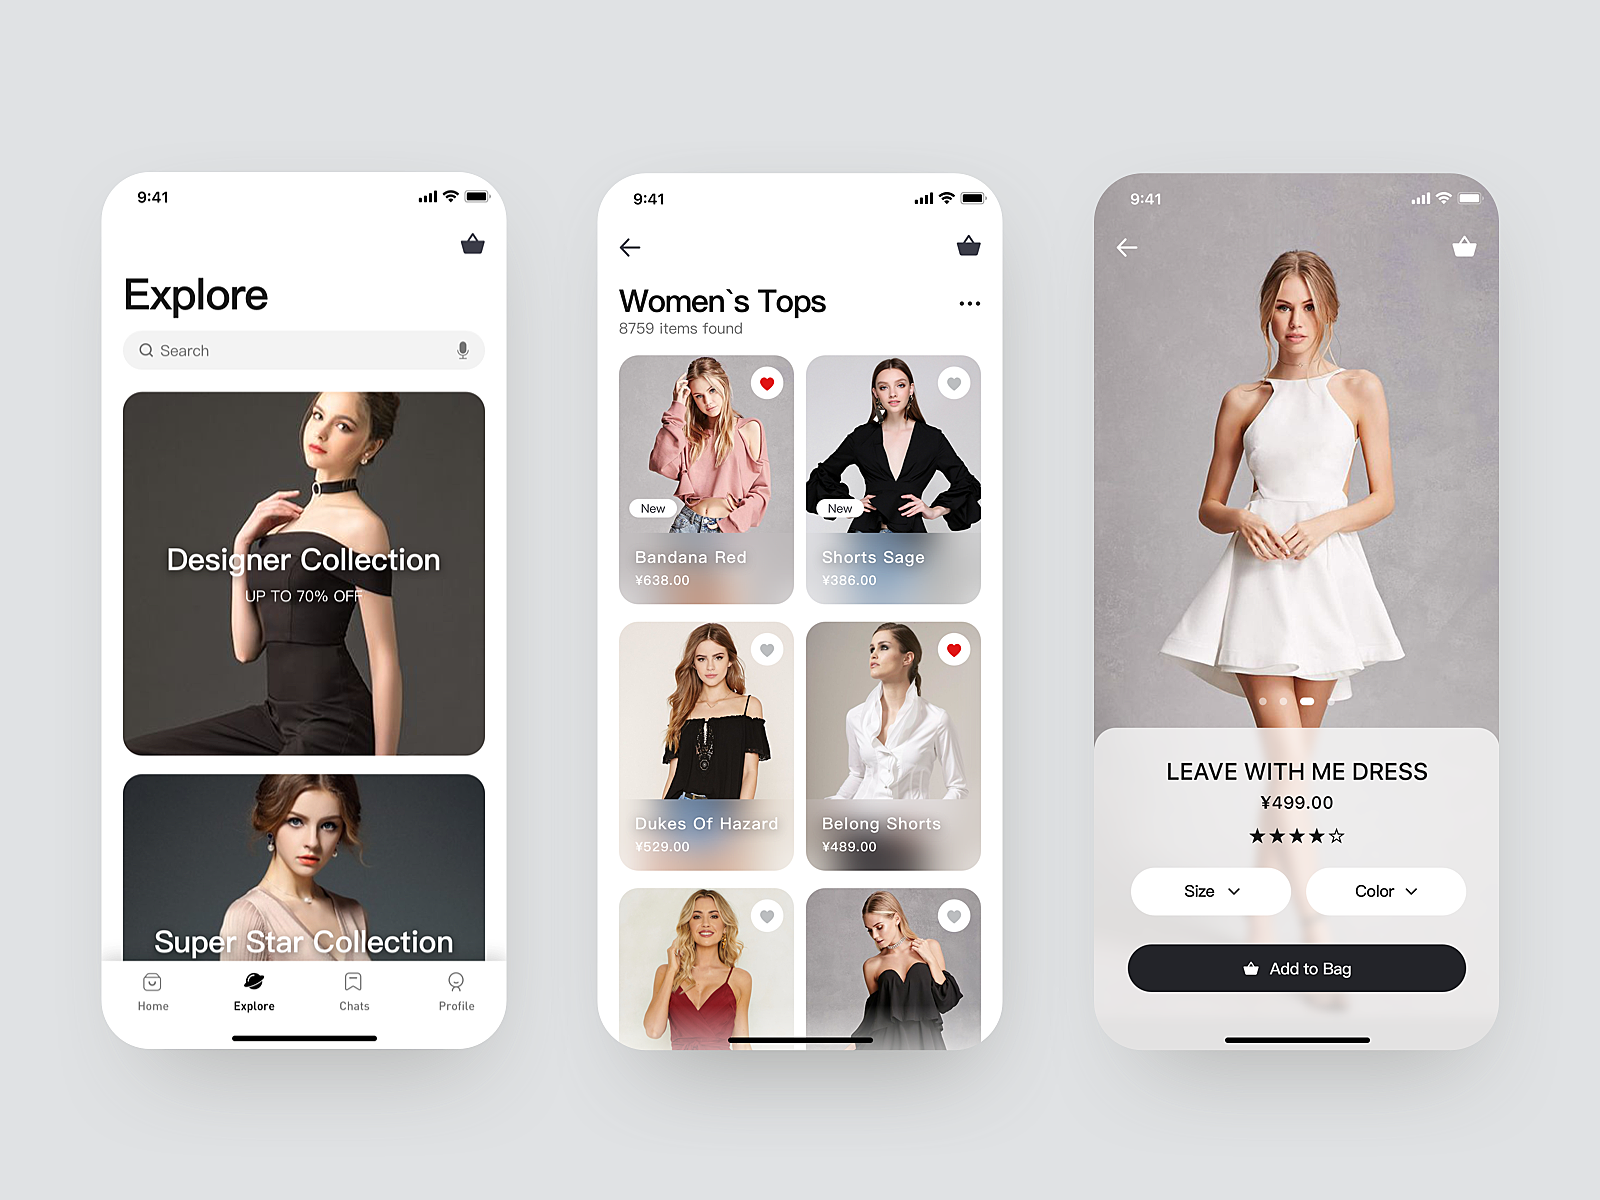 9:41
Explore
Search
Designer Collection
UP TO 70% OFF
Super Star Collection
Home
Explore
Chats
Profile
9:41
Women`s Tops
8759 items found
New
Bandana Red
¥638.00
New
Shorts Sage
¥386.00
Dukes Of Hazard
¥529.00
Belong Shorts
¥489.00
9:41
LEAVE WITH ME DRESS
¥499.00
Size
Color
Add to Bag